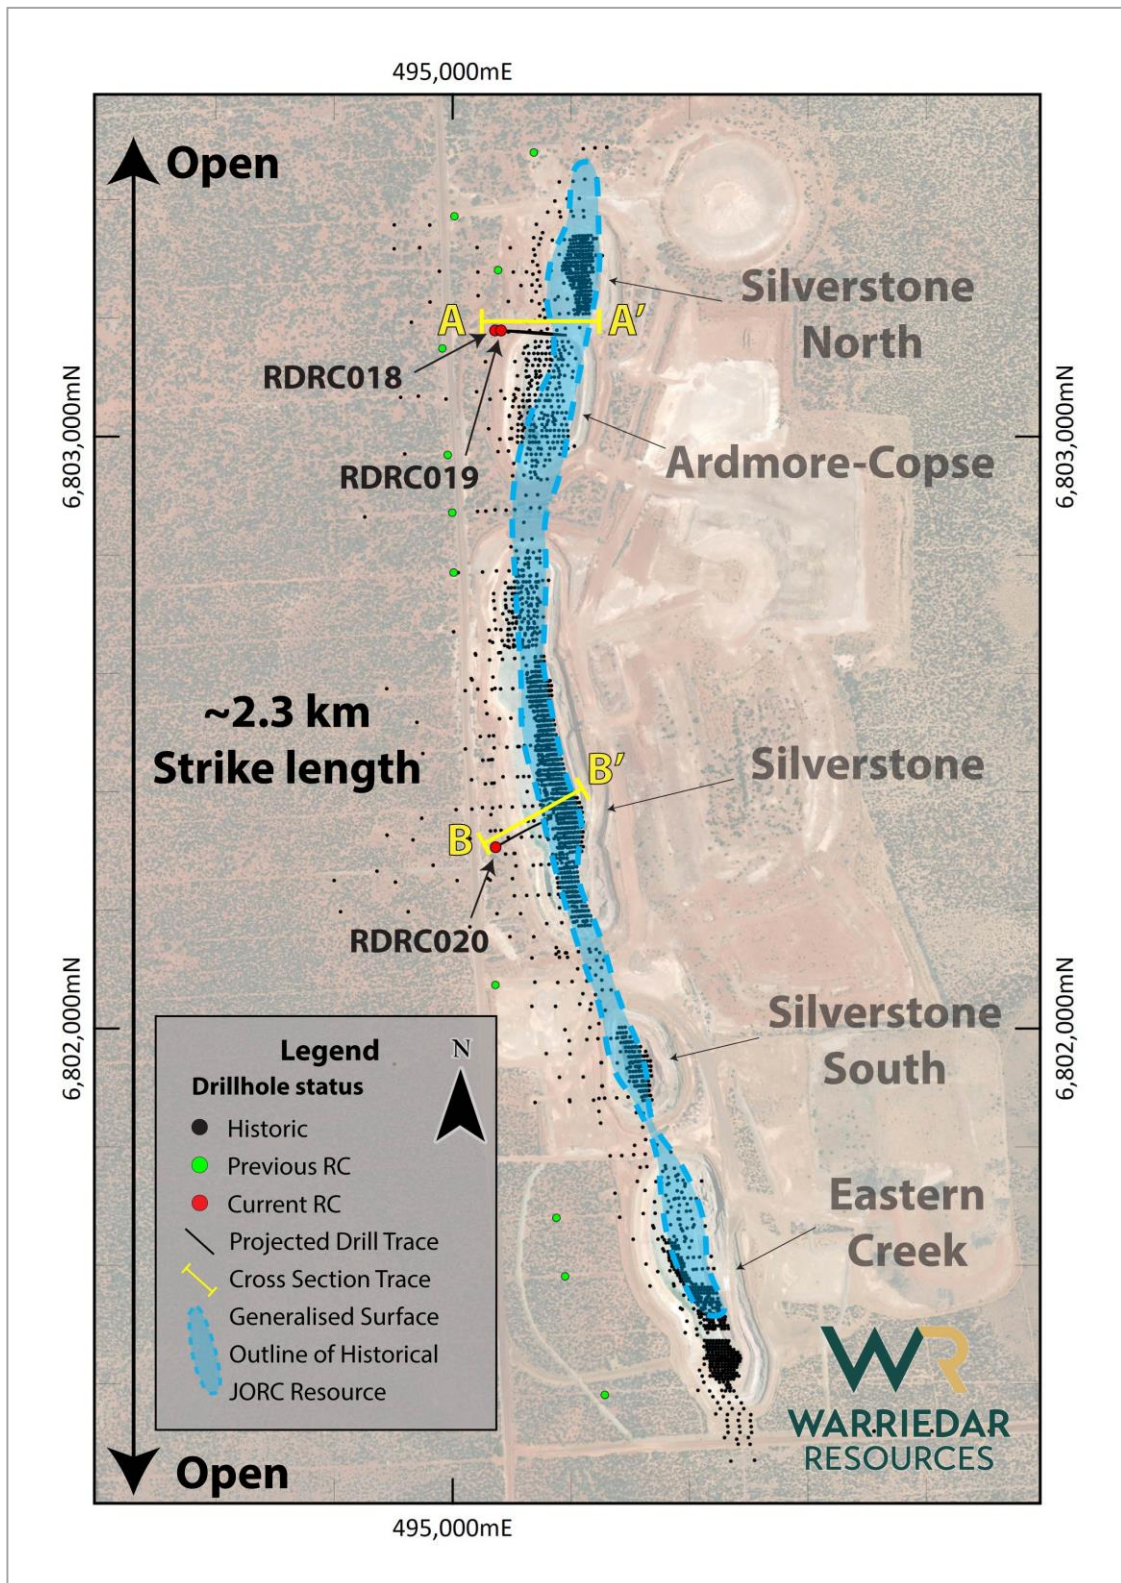 495,000mE
Open
Silverstone
North
A
A'
RDRC018
6,803,000mN
6,803,000mN
Ardmore-Copse
RDRC019
~2.3 km
Strike length
B'
Silverstone
B
RDRC020
6,802,000mN
6,802,000mN
Silverstone
South
Legend
N
Drillhole status
Historic
Previous RC
Current RC
Projected Drill Trace
Cross Section Trace
Generalised Surface
Outline of Historical
JORC Resource
Eastern
Creek
WR
WARRIEDAR
RESOURCES
Open
495,000mE